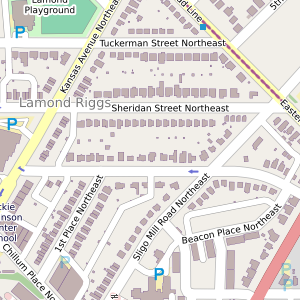 Lamond
Playground
P
Kansas Avenue Northeast
Tuckerman Street Northeast
Lamond Riggs
Sheridan Street Northeast
P
1st Place Northeast
Sligo Mill Road Northeast
Beacon Place Northeast
Chillum Place
P
P